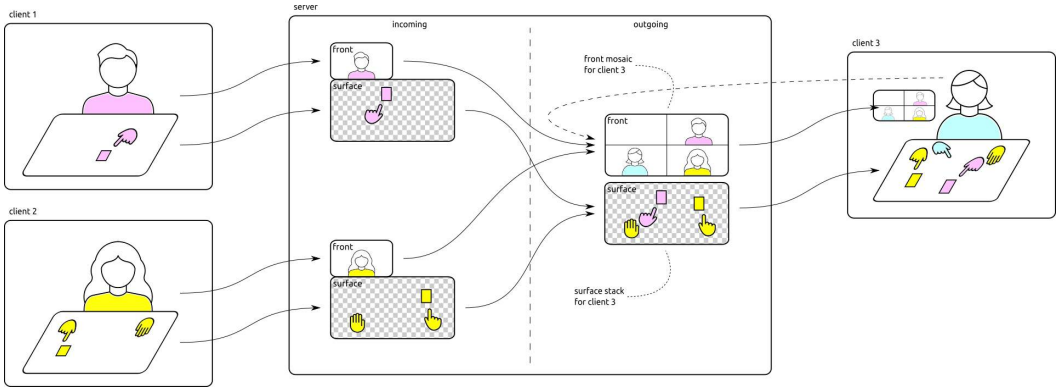 client 1
server
incoming
outgoing
front
surface
front mosaic
for client 3
client 3
front
surface
client 2
front
surface
surface stack
for client 3